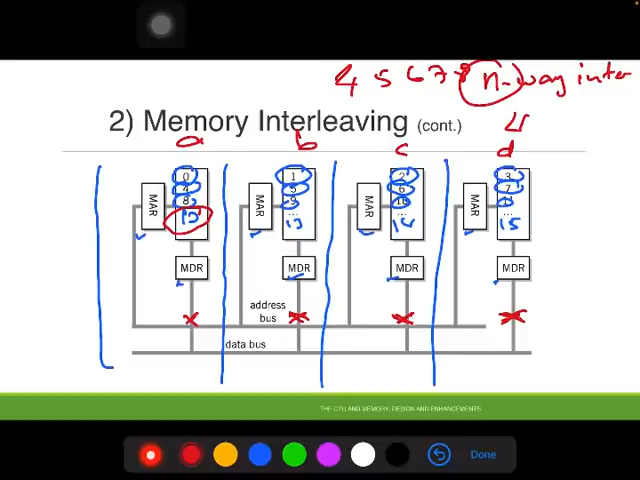 4 5 6 7 8 n-way inter
2) Memory Interleaving (cont.)
4
a b c d
0 1 2 3
4 5 6 7
8 9 10 11
... ... ...
12 13 14 15
MAR MAR MAR MAR
MDR MDR MDR MDR
address
bus
data bus
THE CPU AND MEMORY: DESIGN AND ENHANCEMENTS
Done